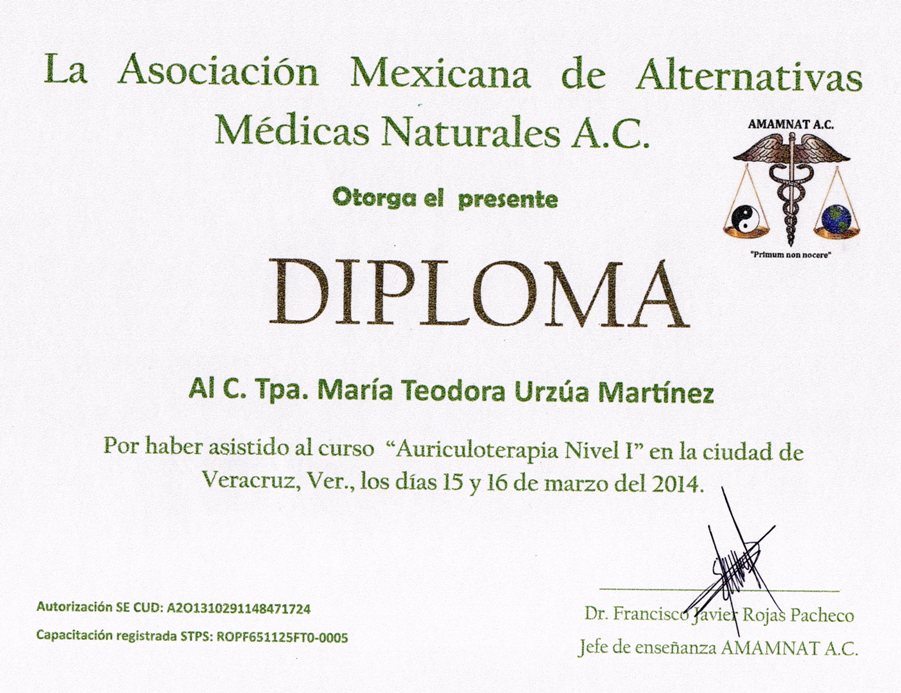 La Asociación Mexicana de Alternativas
Médicas Naturales A.C.
AMAMNAT A.C.
"Primum non nocere"
Otorga el presente
DIPLOMA
Al C. Tpa. María Teodora Urzúa Martínez
Por haber asistido al curso “Auriculoterapia Nivel I” en la ciudad de
Veracruz, Ver., los días 15 y 16 de marzo del 2014.
Autorización SE CUD: A2O1310291148471724
Capacitación registrada STPS: ROPF651125FT0-0005
Dr. Francisco Javier Rojas Pacheco
Jefe de enseñanza AMAMNAT A.C.